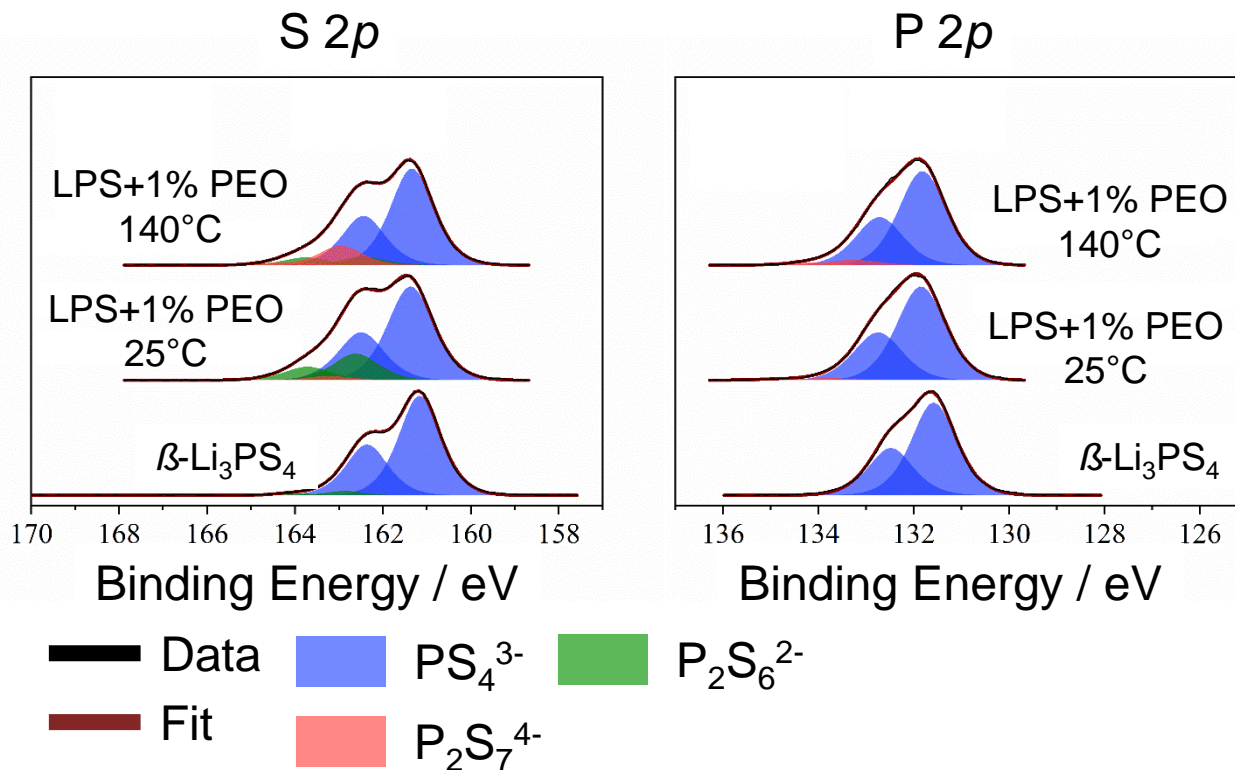 S 2p
P 2p
LPS+1% PEO
140°C
LPS+1% PEO
25°C
ß-Li₃PS₄
170 168 166 164 162 160 158
Binding Energy / eV
LPS+1% PEO
140°C
LPS+1% PEO
25°C
ß-Li₃PS₄
136 134 132 130 128 126
Binding Energy / eV
Data
PS₄³⁻
P₂S₆²⁻
Fit
P₂S₇⁴⁻